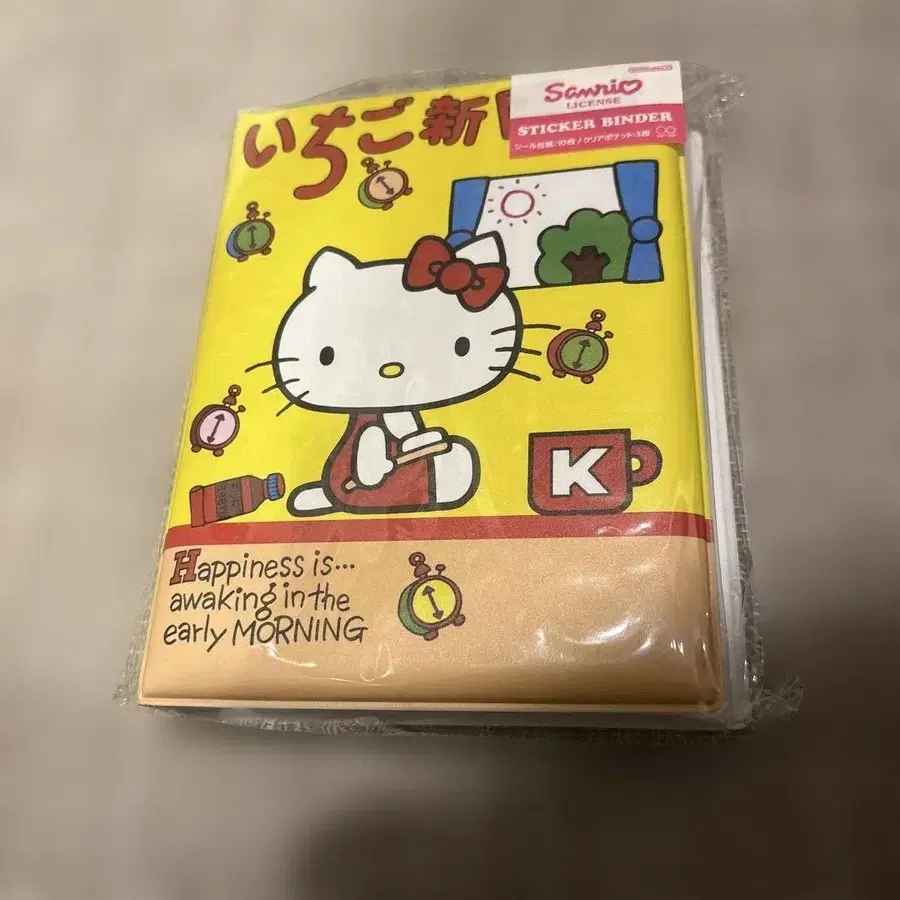 いちご新
Sanrio
LICENSE
STICKER BINDER
シール台紙:10枚 / クリアポケット:3枚
K
Happiness is...
awaking in the
early MORNING